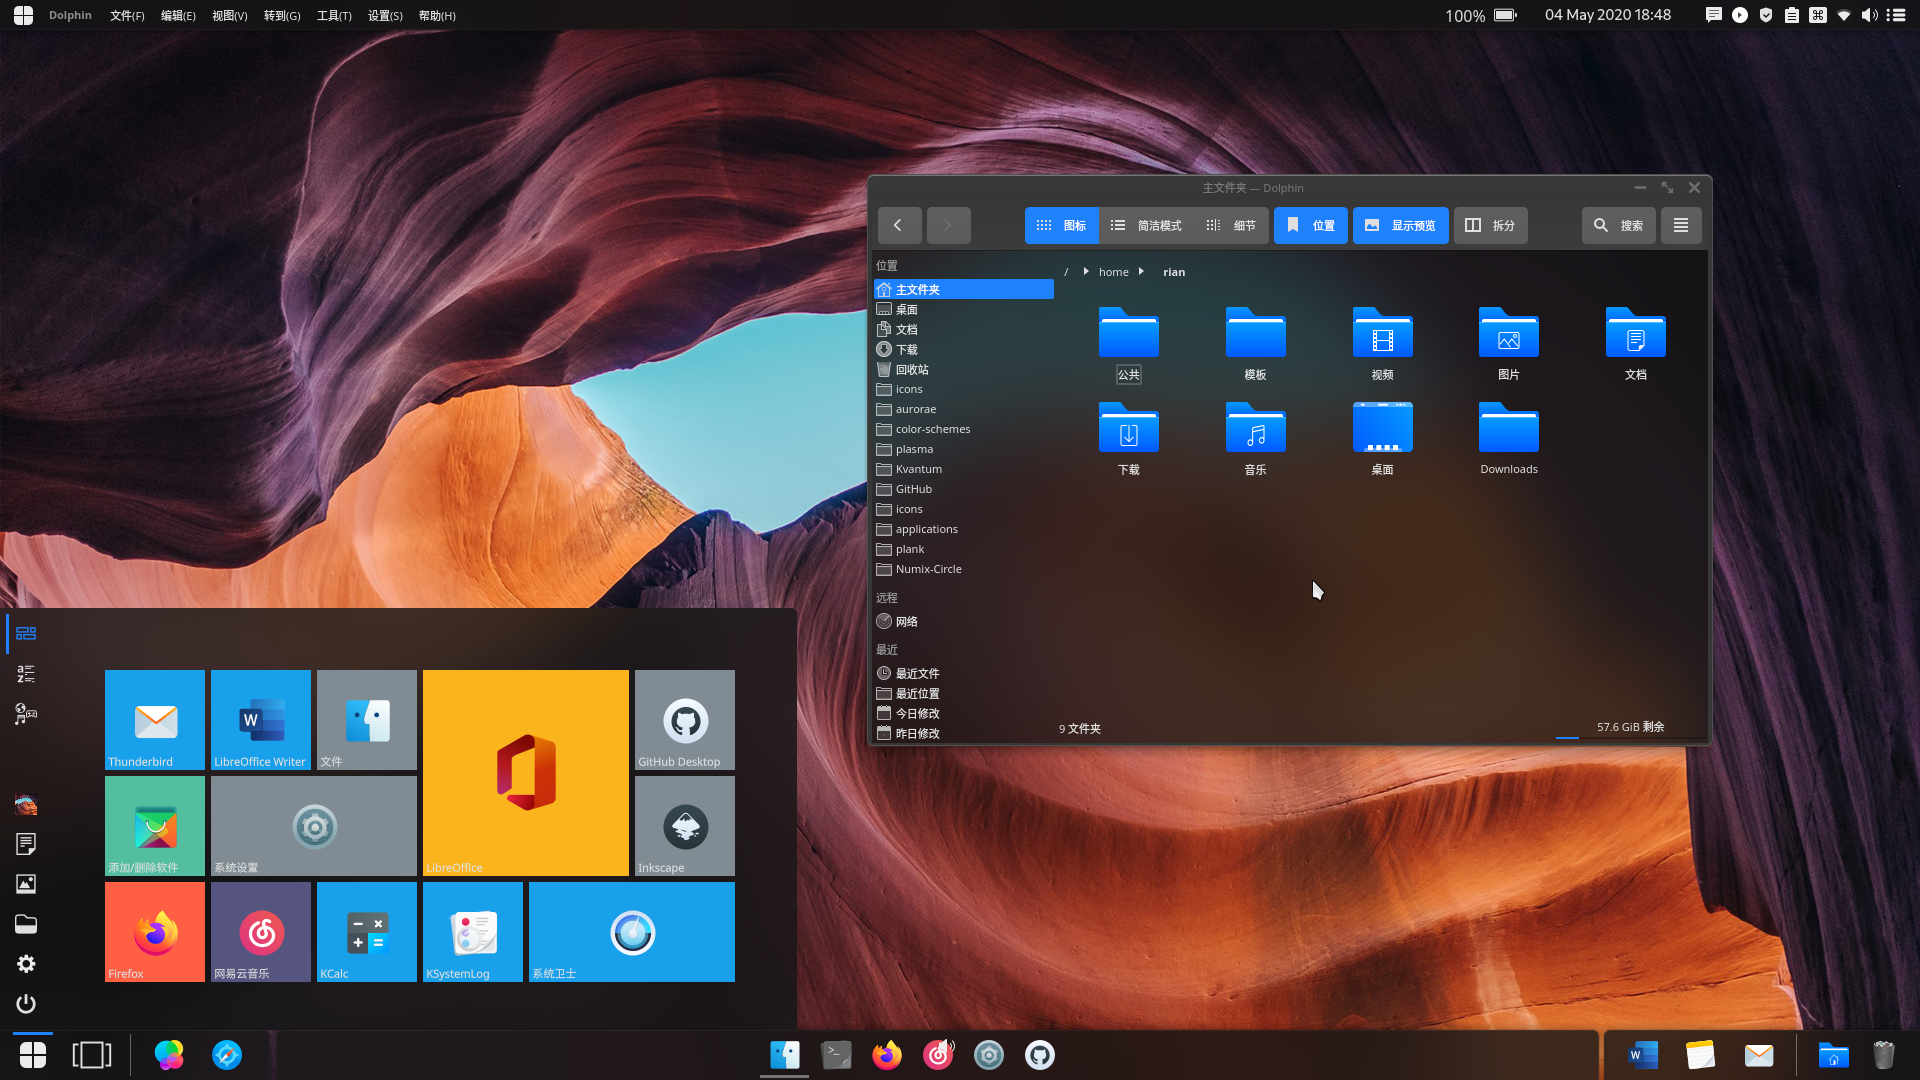 Dolphin 文件(F) 编辑(E) 视图(V) 转到(G) 工具(T) 设置(S) 帮助(H) 100% 04 May 2020 18:48
主文件夹 — Dolphin
图标 简洁模式 细节 位置 显示预览 拆分 搜索
位置
主文件夹
桌面
文档
下载
回收站
icons
aurorae
color-schemes
plasma
Kvantum
GitHub
icons
applications
plank
Numix-Circle
远程
网络
最近
最近文件
最近位置
今日修改
昨日修改
/ home rian
公共 模板 视频 图片 文档
下载 音乐 桌面 Downloads
9 文件夹 57.6 GiB 剩余
Thunderbird LibreOffice Writer 文件 GitHub Desktop
添加/删除软件 系统设置 LibreOffice Inkscape
Firefox 网易云音乐 KCalc KSystemLog 系统卫士